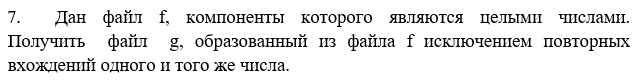 7. Дан файл f, компоненты которого являются целыми числами.
Получить файл g, образованный из файла f исключением повторных
вхождений одного и того же числа.